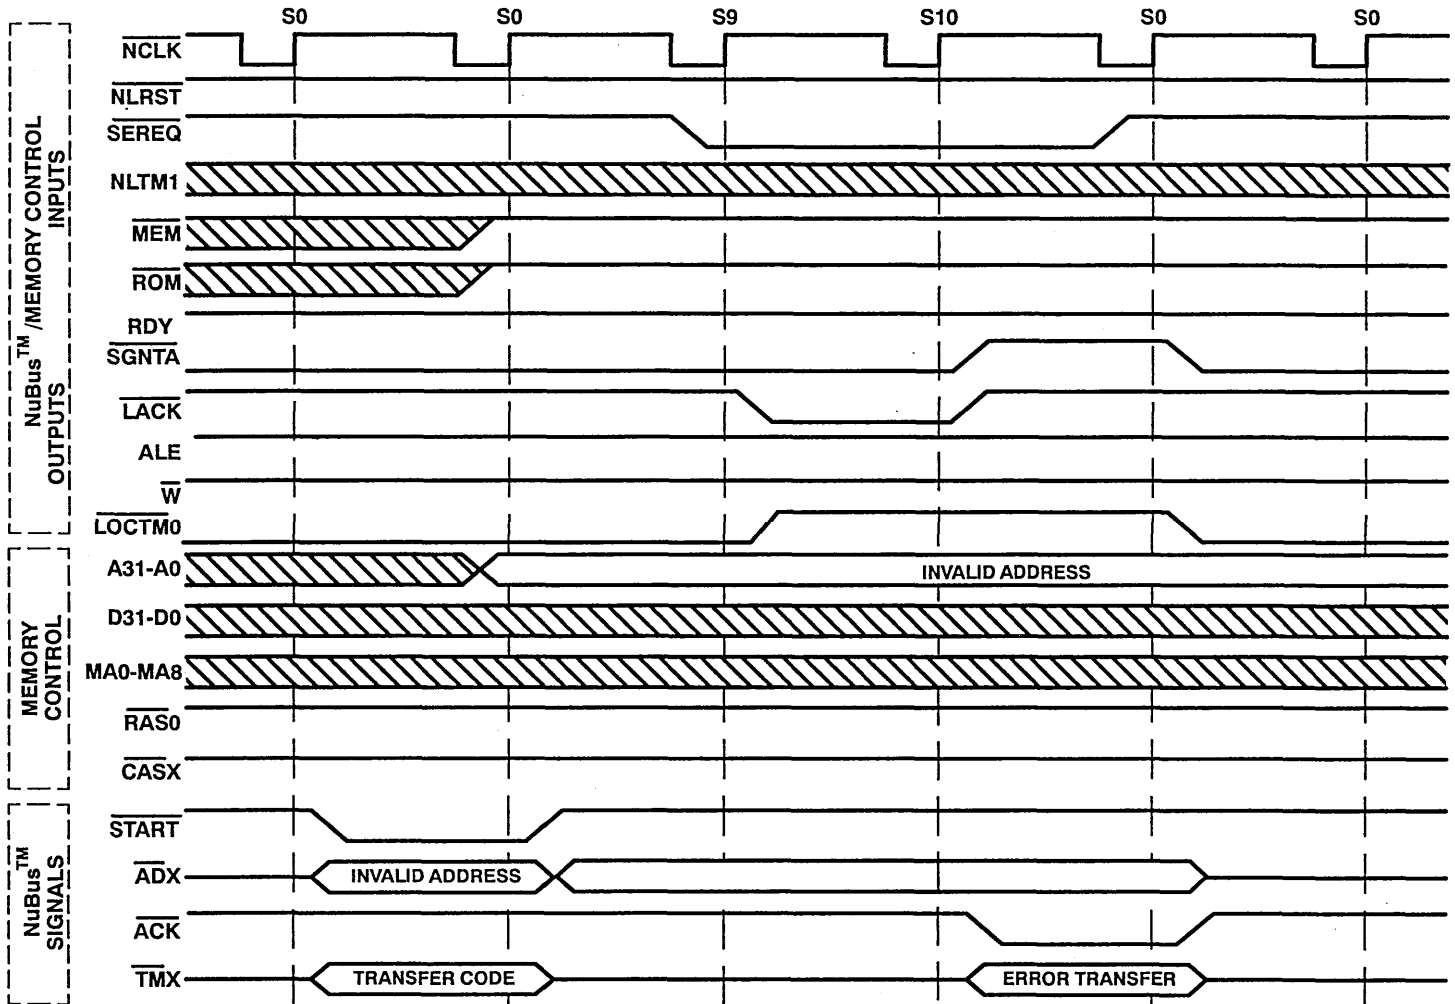 S0 S0 S9 S10 S0 S0
NuBus™/MEMORY CONTROL
INPUTS
OUTPUTS
NCLK
NLRST
SEREQ
NLTM1
MEM
ROM
RDY
SGNTA
LACK
ALE
W
LOCTM0
MEMORY
CONTROL
A31-A0 INVALID ADDRESS
D31-D0
MA0-MA8
RAS0
CASX
NuBus™
SIGNALS
START
ADX INVALID ADDRESS
ACK
TMX TRANSFER CODE ERROR TRANSFER